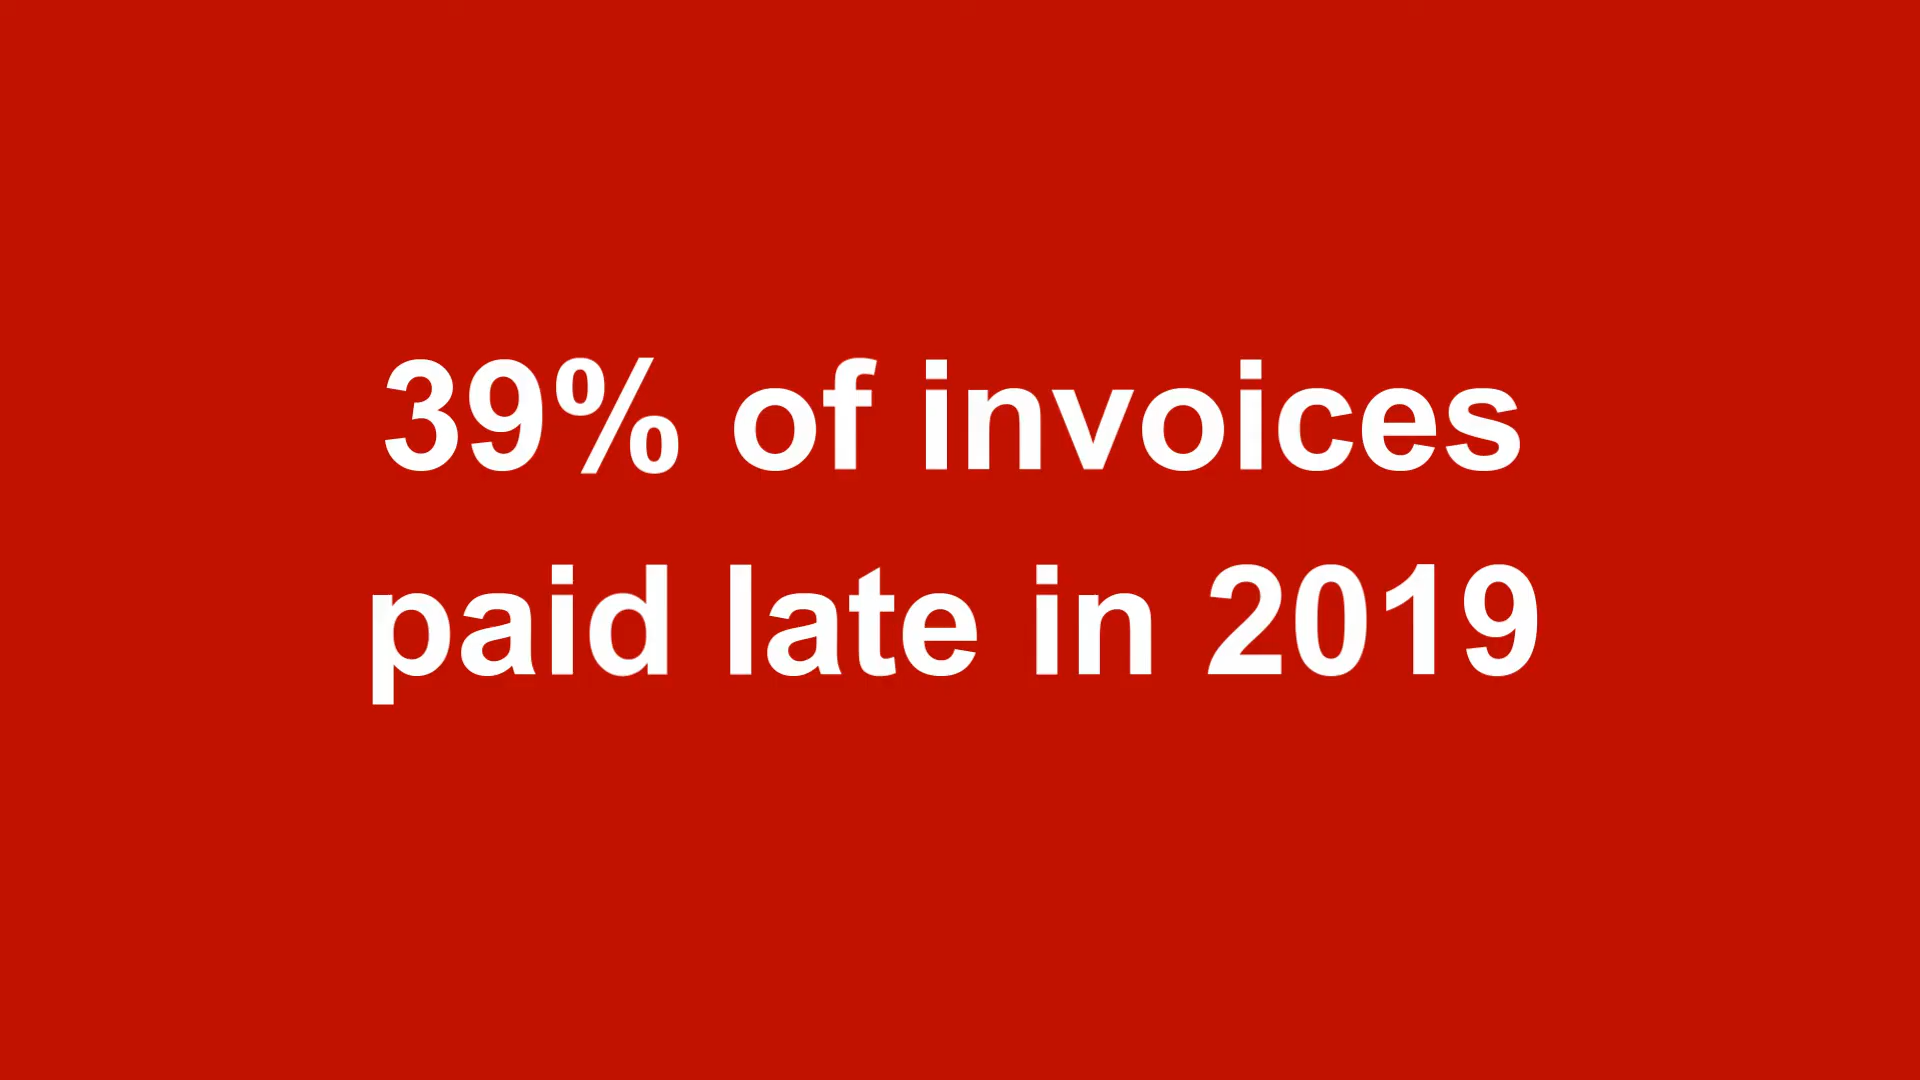 39% of invoices
paid late in 2019